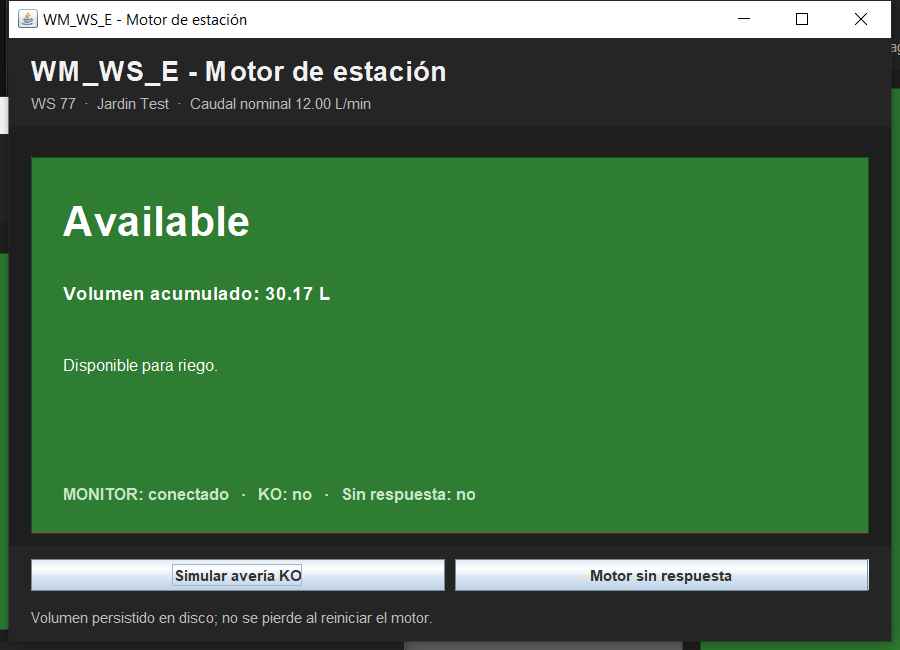 WM_WS_E - Motor de estación
WM_WS_E - Motor de estación
WS 77 · Jardin Test · Caudal nominal 12.00 L/min
Available
Volumen acumulado: 30.17 L
Disponible para riego.
MONITOR: conectado · KO: no · Sin respuesta: no
Simular avería KO
Motor sin respuesta
Volumen persistido en disco; no se pierde al reiniciar el motor.